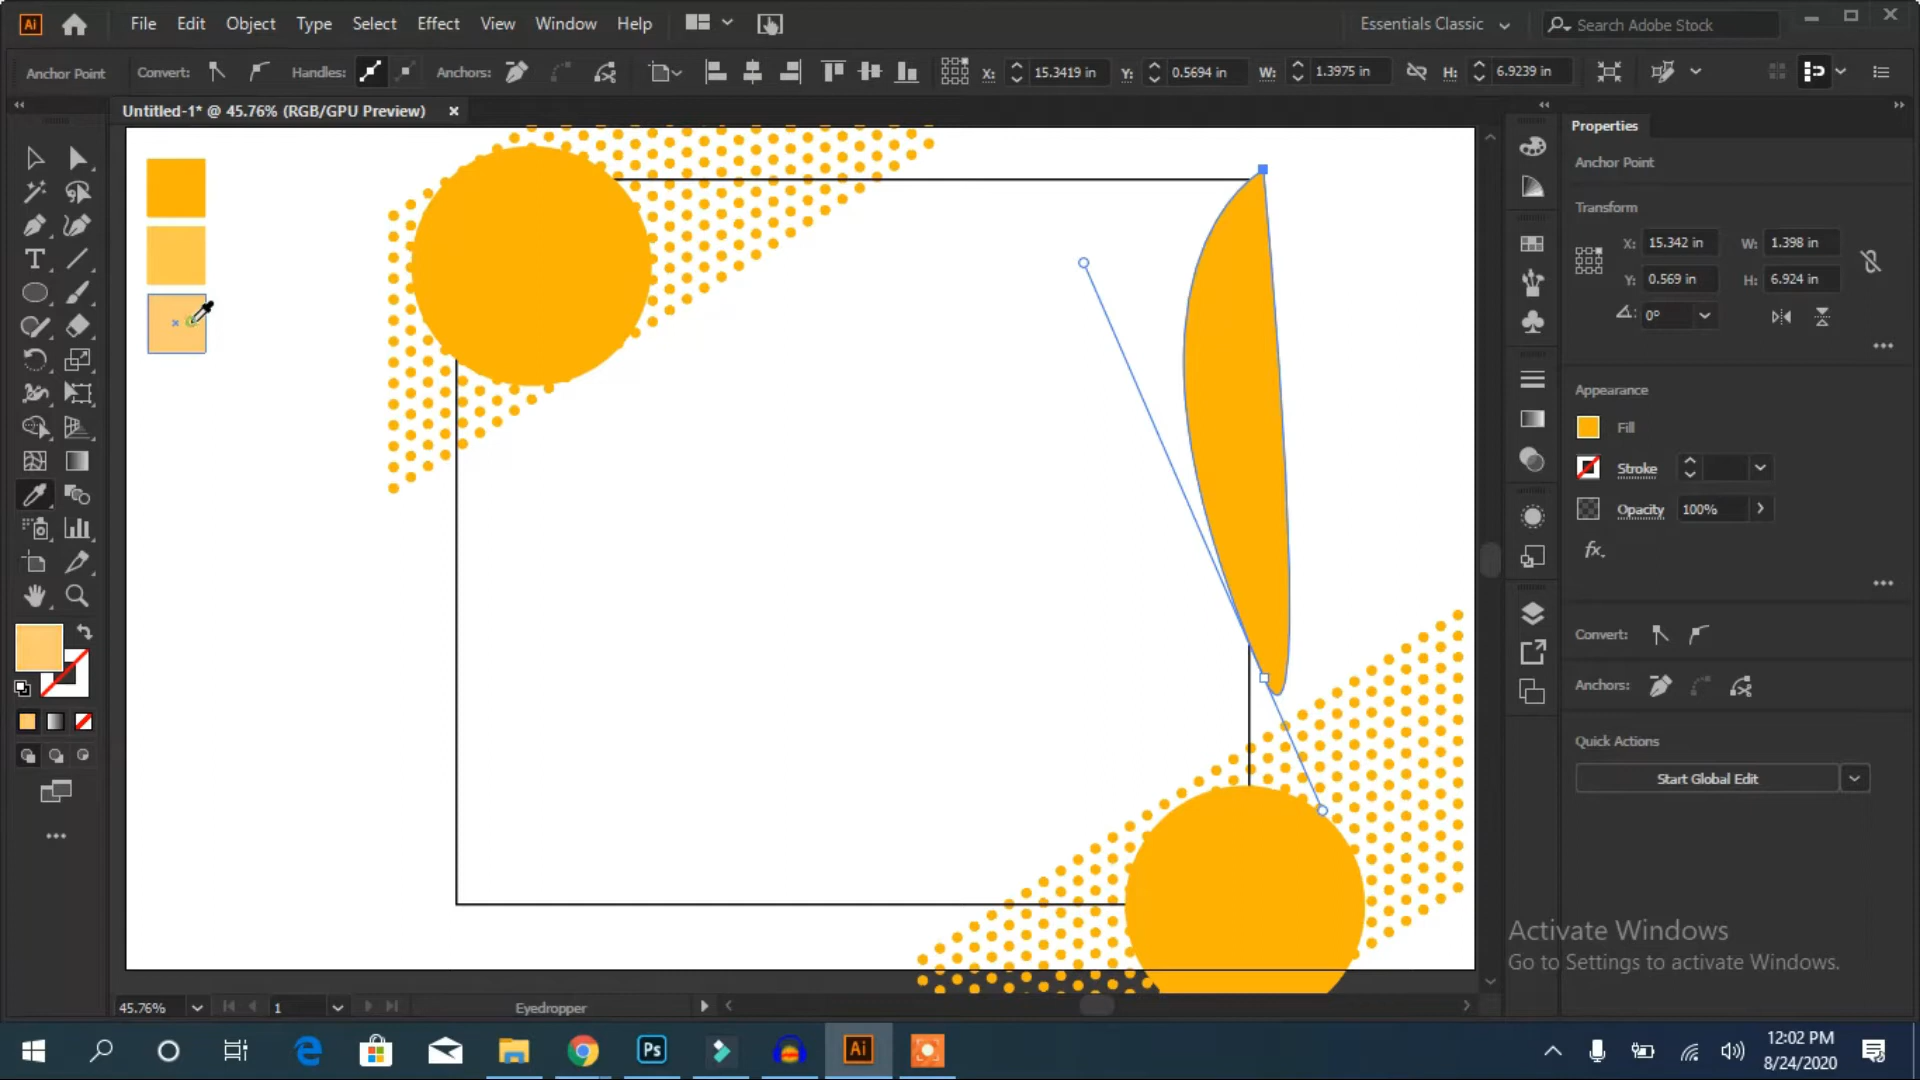 Ai File Edit Object Type Select Effect View Window Help Essentials Classic Search Adobe Stock
Anchor Point Convert: Handles: Anchors: X: 15.3419 in Y: 0.5694 in W: 1.3975 in H: 6.9239 in
Untitled-1* @ 45.76% (RGB/GPU Preview)
Properties
Anchor Point
Transform
X: 15.342 in W: 1.398 in
Y: 0.569 in H: 6.924 in
0°
Appearance
Fill
Stroke
Opacity 100%
fx.
Convert:
Anchors:
Quick Actions
Start Global Edit
Activate Windows
Go to Settings to activate Windows.
45.76% 1 Eyedropper
Ps Ai
12:02 PM
8/24/2020